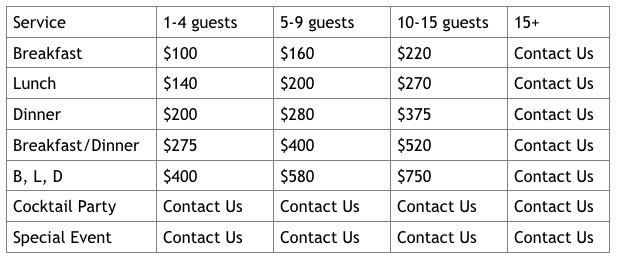 Service 1-4 guests 5-9 guests 10-15 guests 15+
Breakfast $100 $160 $220 Contact Us
Lunch $140 $200 $270 Contact Us
Dinner $200 $280 $375 Contact Us
Breakfast/Dinner $275 $400 $520 Contact Us
B, L, D $400 $580 $750 Contact Us
Cocktail Party Contact Us Contact Us Contact Us Contact Us
Special Event Contact Us Contact Us Contact Us Contact Us